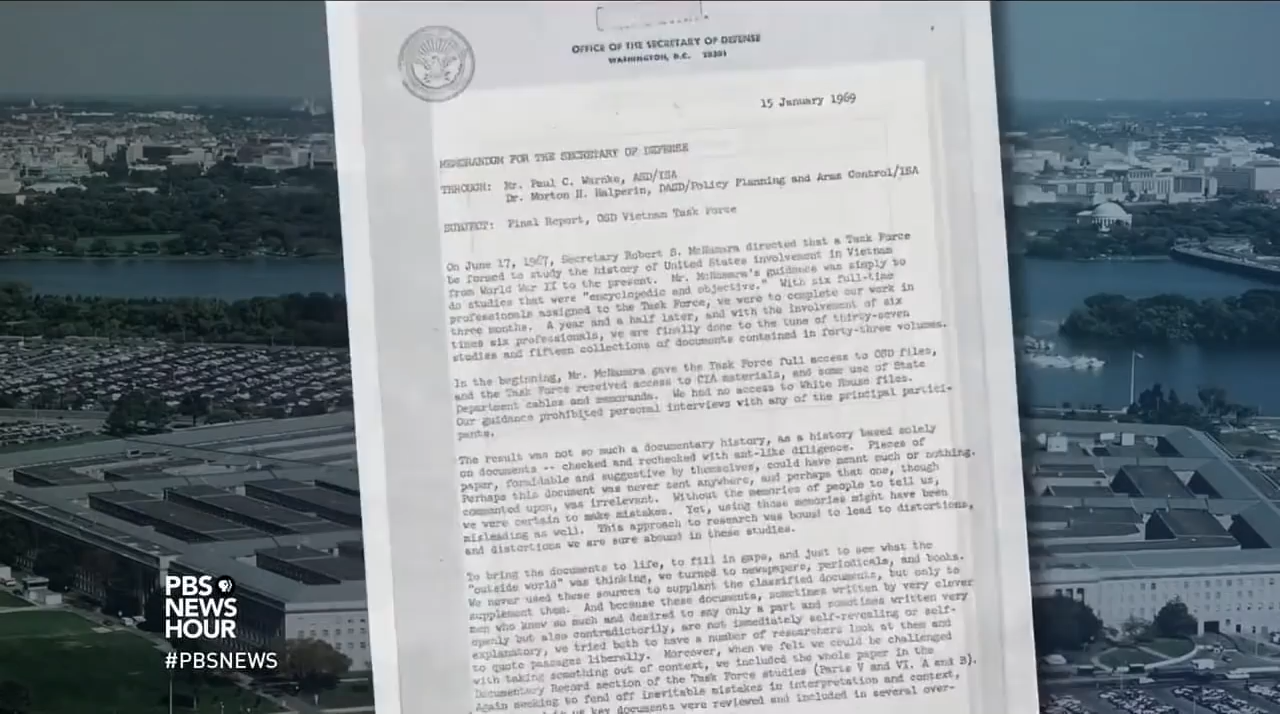 OFFICE OF THE SECRETARY OF DEFENSE
WASHINGTON, D.C. 20301
15 January 1969
MEMORANDUM FOR THE SECRETARY OF DEFENSE
THROUGH: Mr. Paul C. Warnke, ASD/ISA
Dr. Morton H. Halperin, DASD/Policy Planning and Arms Control/ISA
SUBJECT: Final Report, OSD Vietnam Task Force
On June 17, 1967, Secretary Robert S. McNamara directed that a Task Force
be formed to study the history of United States involvement in Vietnam
from World War II to the present. Mr. McNamara's guidance was simply to
do studies that were "encyclopedic and objective." With six full-time
professionals assigned to the Task Force, we were to complete our work in
three months. A year and a half later, and with the involvement of six
times six professionals, we are finally done to the tune of thirty-seven
studies and fifteen collections of documents contained in forty-three volumes.
In the beginning, Mr. McNamara gave the Task Force full access to OSD files,
and the Task Force received access to CIA materials, and some use of State
Department cables and memoranda. We had no access to White House files.
Our guidance prohibited personal interviews with any of the principal partici-
pants.
The result was not so much a documentary history, as a history based solely
on documents -- checked and rechecked with ant-like diligence. Pieces of
paper, formidable and suggestive by themselves, could have meant much or nothing.
Perhaps this document was never sent anywhere, and perhaps that one, though
commented upon, was irrelevant. Without the memories of people to tell us,
we were certain to make mistakes. Yet, using those memories might have been
misleading as well. This approach to research was bound to lead to distortions,
and distortions we are sure abound in these studies.
To bring the documents to life, to fill in gaps, and just to see what the
"outside world" was thinking, we turned to newspapers, periodicals, and books.
We never used these sources to supplant the classified documents, but only to
supplement them. And because these documents, sometimes written by very clever
men who knew so much and desired to say only a part and sometimes written very
openly but also contradictorily, are not immediately self-revealing or self-
explanatory, we tried both to have a number of researchers look at them and
to quote passages liberally. Moreover, when we felt we could be challenged
with taking something out of context, we included the whole paper in the
Documentary Record section of the Task Force studies (Parts V and VI. A and B).
Again seeking to fend off inevitable mistakes in interpretation and context,
key documents were reviewed and included in several over-
PBS
NEWS
HOUR
#PBSNEWS